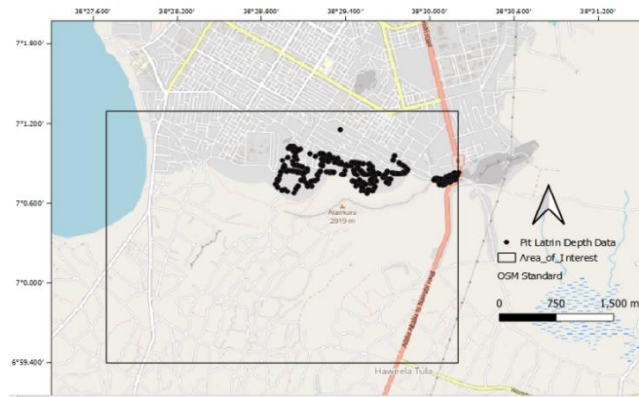 38°27.600' 38°28.200' 38°28.800' 38°29.400' 38°30.000' 38°30.600' 38°31.200'
7°1.800'
7°1.200'
7°0.600'
7°0.000'
6°59.400'
2019 m
Pit Latrin Depth Data
Area_of_Interest
OSM Standard
0 750 1,500 m
Haweela Tula